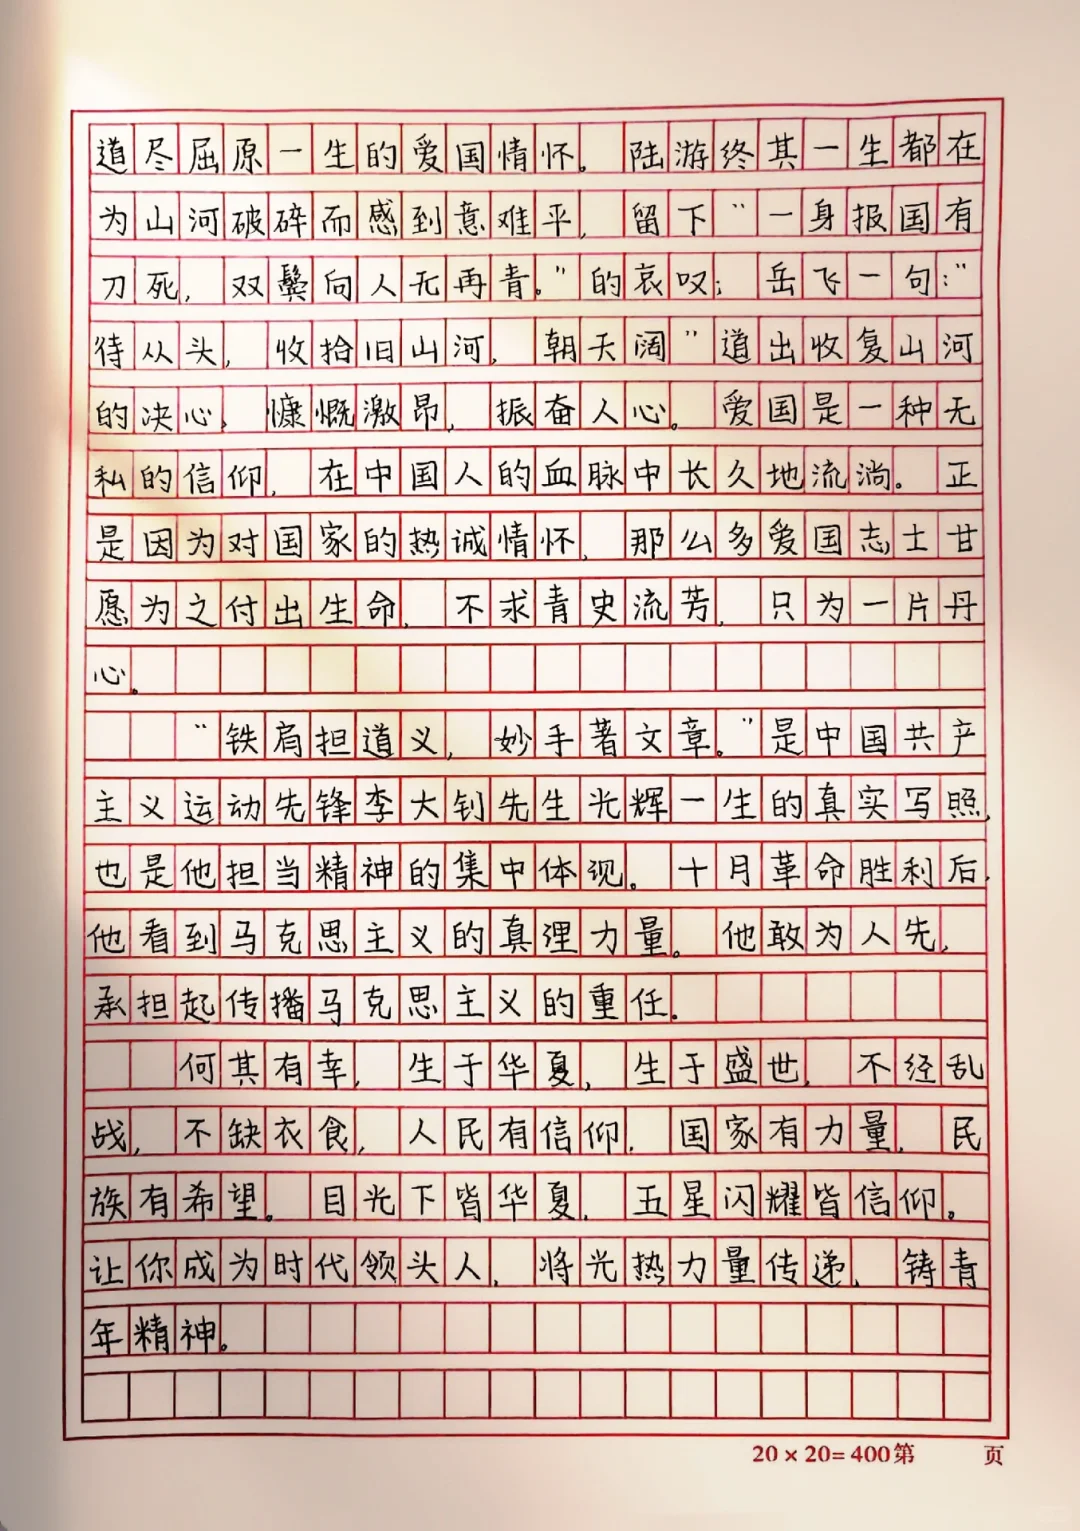 道尽屈原一生的爱国情怀。陆游终其一生都在
为山河破碎而感到意难平,留下“一身报国有
刀死,双鬓向人无再青。”的哀叹;岳飞一句:“
待从头,收拾旧山河,朝天阔”道出收复山河
的决心,慷慨激昂,振奋人心。爱国是一种无
私的信仰,在中国人的血脉中长久地流淌。正
是因为对国家的热诚情怀,那么多爱国志士甘
愿为之付出生命,不求青史流芳,只为一片丹
心。
“铁肩担道义,妙手著文章。”是中国共产
主义运动先锋李大钊先生光辉一生的真实写照,
也是他担当精神的集中体现。十月革命胜利后,
他看到马克思主义的真理力量。他敢为人先,
承担起传播马克思主义的重任.
何其有幸,生于华夏,生于盛世,不经乱
战,不缺衣食,人民有信仰,国家有力量,民
族有希望。目光下皆华夏,五星闪耀皆信仰。
让你成为时代领头人,将光热力量传递,铸青
年精神。
20×20=400第 页